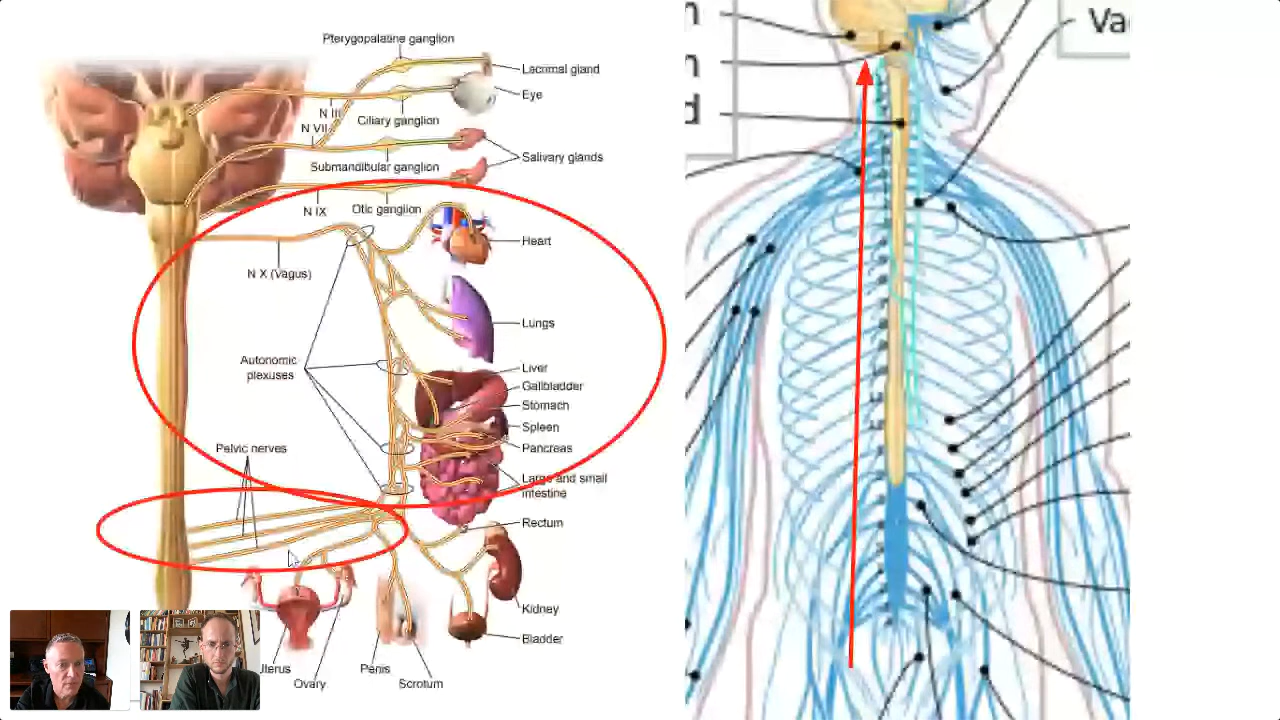 Pterygopalatine ganglion
Lacrimal gland
Eye
N III
Ciliary ganglion
N VII
Salivary glands
Submandibular ganglion
N IX
Otic ganglion
Heart
N X (Vagus)
Lungs
Autonomic
plexuses
Liver
Gallbladder
Stomach
Spleen
Pancreas
Pelvic nerves
Large and small
intestine
Rectum
Kidney
Bladder
Uterus
Ovary
Penis
Scrotum
n
n
d
Va